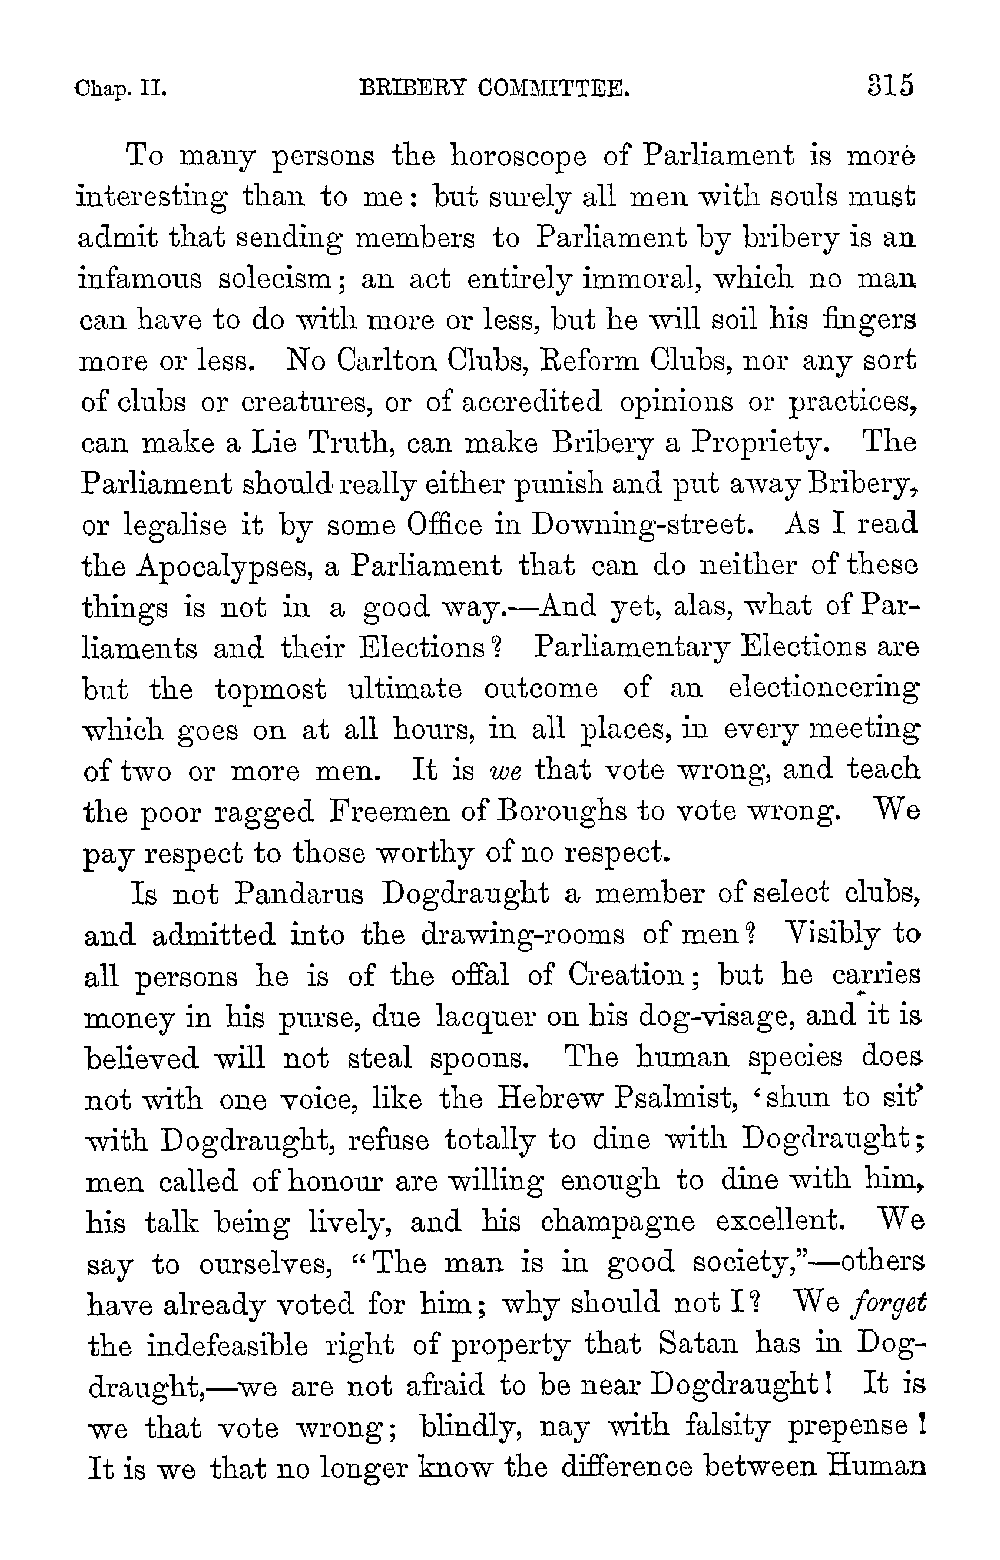 Chap. II. BRIBERY COMMITTEE. 315
To many persons the horoscope of Parliament is more
interesting than to me: but surely all men with souls must
admit that sending members to Parliament by bribery is an
infamous solecism; an act entirely immoral, which no man
can have to do with more or less, but he will soil his fingers
more or less. No Carlton Clubs, Reform Clubs, nor any sort
of clubs or creatures, or of accredited opinions or practices,
can make a Lie Truth, can make Bribery a Propriety. The
Parliament should really either punish and put away Bribery,
or legalise it by some Office in Downing-street. As I read
the Apocalypses, a Parliament that can do neither of these
things is not in a good way.—And yet, alas, what of Par-
liaments and their Elections? Parliamentary Elections are
but the topmost ultimate outcome of an electioneering
which goes on at all hours, in all places, in every meeting
of two or more men. It is we that vote wrong, and teach
the poor ragged Freemen of Boroughs to vote wrong. We
pay respect to those worthy of no respect.
Is not Pandarus Dogdraught a member of select clubs,
and admitted into the drawing-rooms of men? Visibly to
all persons he is of the offal of Creation; but he carries
money in his purse, due lacquer on his dog-visage, and it is
believed will not steal spoons. The human species does
not with one voice, like the Hebrew Psalmist, ‘shun to sit’
with Dogdraught, refuse totally to dine with Dogdraught;
men called of honour are willing enough to dine with him,
his talk being lively, and his champagne excellent. We
say to ourselves, “The man is in good society,”—others
have already voted for him; why should not I? We forget
the indefeasible right of property that Satan has in Dog-
draught,—we are not afraid to be near Dogdraught! It is
we that vote wrong; blindly, nay with falsity prepense!
It is we that no longer know the difference between Human